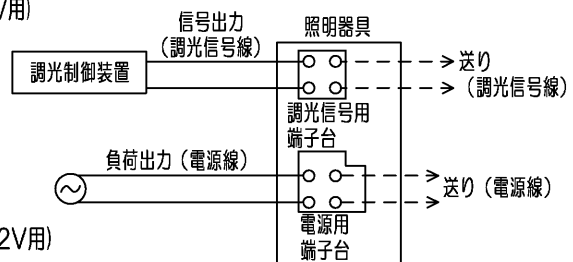 V用)
信号出力
(調光信号線)
照明器具
調光制御装置
送り
(調光信号線)
調光信号用
端子台
負荷出力(電源線)
送り(電源線)
2V用)
電源用
端子台